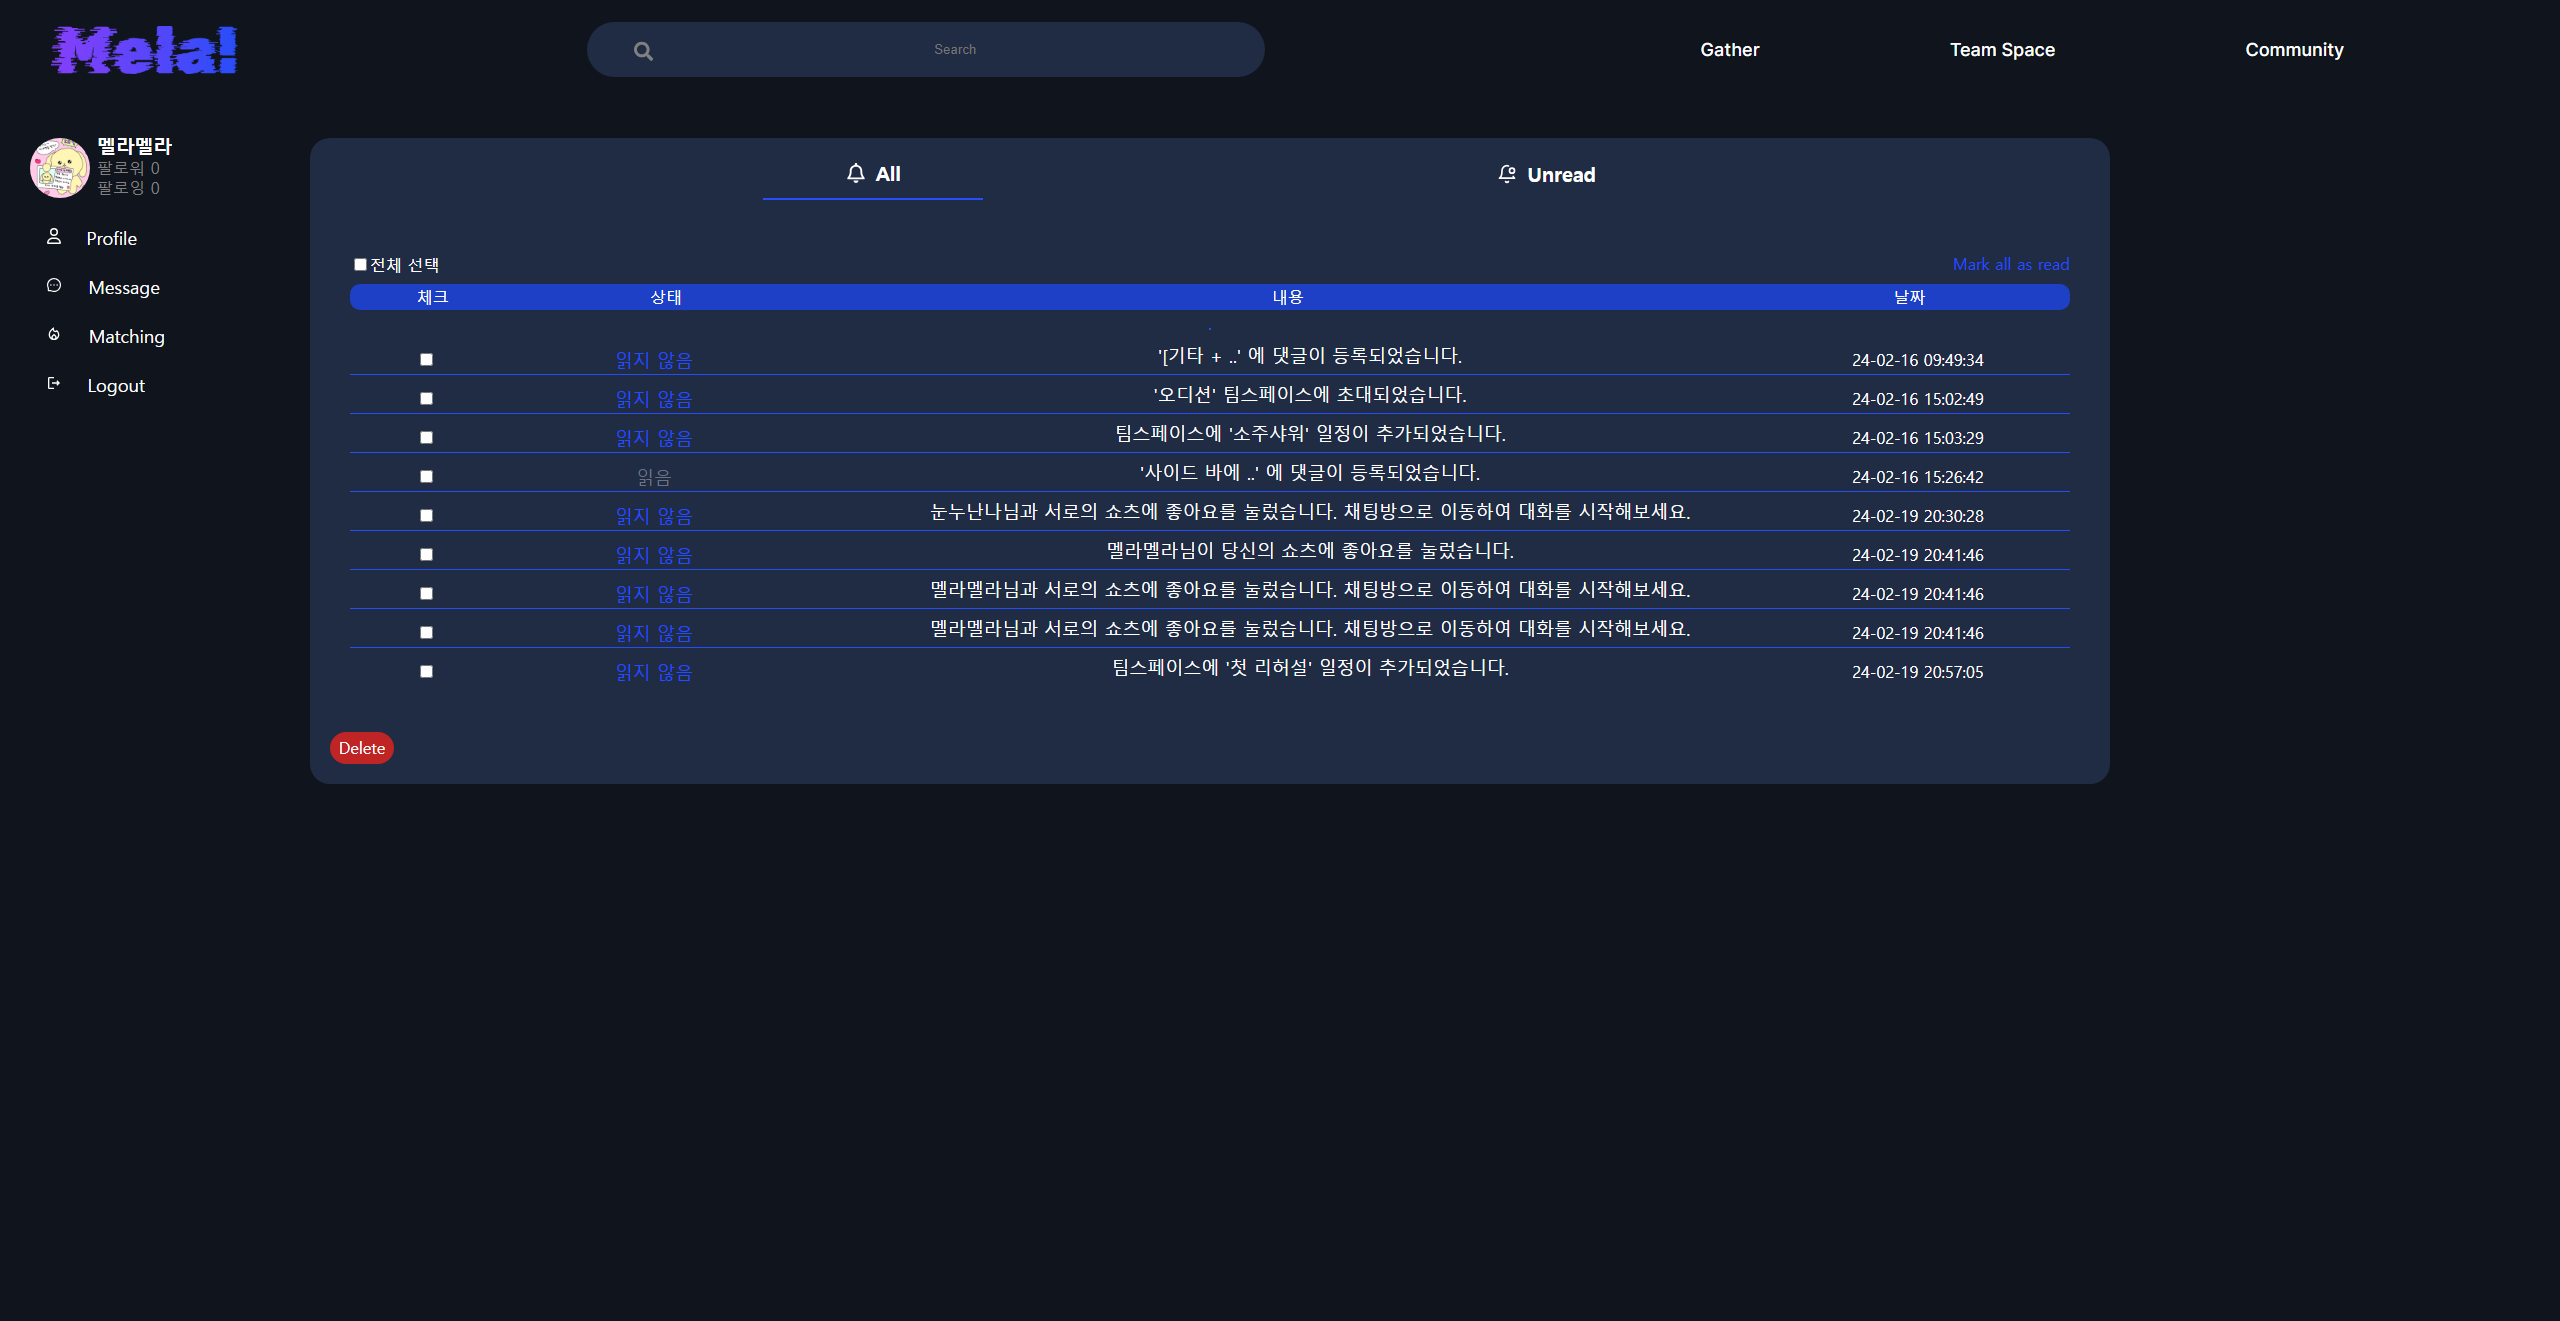 Mela!
Search
Gather
Team Space
Community
멜라멜라
팔로워 0
팔로잉 0
Profile
Message
Matching
Logout
All
Unread
전체 선택
Mark all as read
체크 상태 내용 날짜
읽지 않음 '[기타 + ..' 에 댓글이 등록되었습니다. 24-02-16 09:49:34
읽지 않음 '오디션' 팀스페이스에 초대되었습니다. 24-02-16 15:02:49
읽지 않음 팀스페이스에 '소주샤워' 일정이 추가되었습니다. 24-02-16 15:03:29
읽음 '사이드 바에 ..' 에 댓글이 등록되었습니다. 24-02-16 15:26:42
읽지 않음 눈누난나님과 서로의 쇼츠에 좋아요를 눌렀습니다. 채팅방으로 이동하여 대화를 시작해보세요. 24-02-19 20:30:28
읽지 않음 멜라멜라님이 당신의 쇼츠에 좋아요를 눌렀습니다. 24-02-19 20:41:46
읽지 않음 멜라멜라님과 서로의 쇼츠에 좋아요를 눌렀습니다. 채팅방으로 이동하여 대화를 시작해보세요. 24-02-19 20:41:46
읽지 않음 멜라멜라님과 서로의 쇼츠에 좋아요를 눌렀습니다. 채팅방으로 이동하여 대화를 시작해보세요. 24-02-19 20:41:46
읽지 않음 팀스페이스에 '첫 리허설' 일정이 추가되었습니다. 24-02-19 20:57:05
Delete